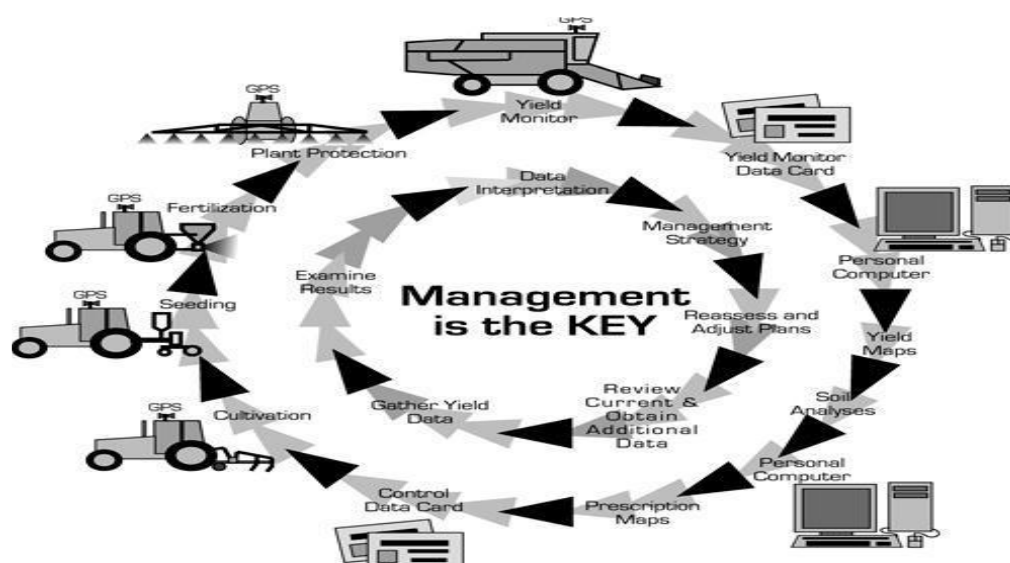 GPS
Yield
Monitor
Yield Monitor
Data Card
Personal
Computer
Yield Maps
Soil
Analyses
Personal
Computer
Prescription
Maps
Control
Data Card
Cultivation
GPS
Seeding
GPS
Fertilization
GPS
Plant Protection
GPS
Data
Interpretation
Management
Strategy
Reassess and
Adjust Plans
Review
Current &
Obtain
Additional
Data
Gather Yield
Data
Examine
Results
Management
is the KEY